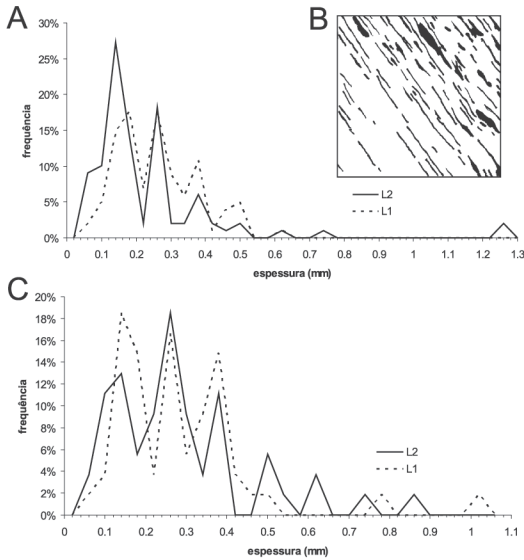 A
B
30%
25%
20%
15%
10%
5%
0%
frequência
0 0.1 0.2 0.3 0.4 0.5 0.6 0.7 0.8 0.9 1 1.1 1.2 1.3
espessura (mm)
L2
L1
C
20%
18%
16%
14%
12%
10%
8%
6%
4%
2%
0%
frequência
L2
L1
0 0.1 0.2 0.3 0.4 0.5 0.6 0.7 0.8 0.9 1 1.1
espessura (mm)